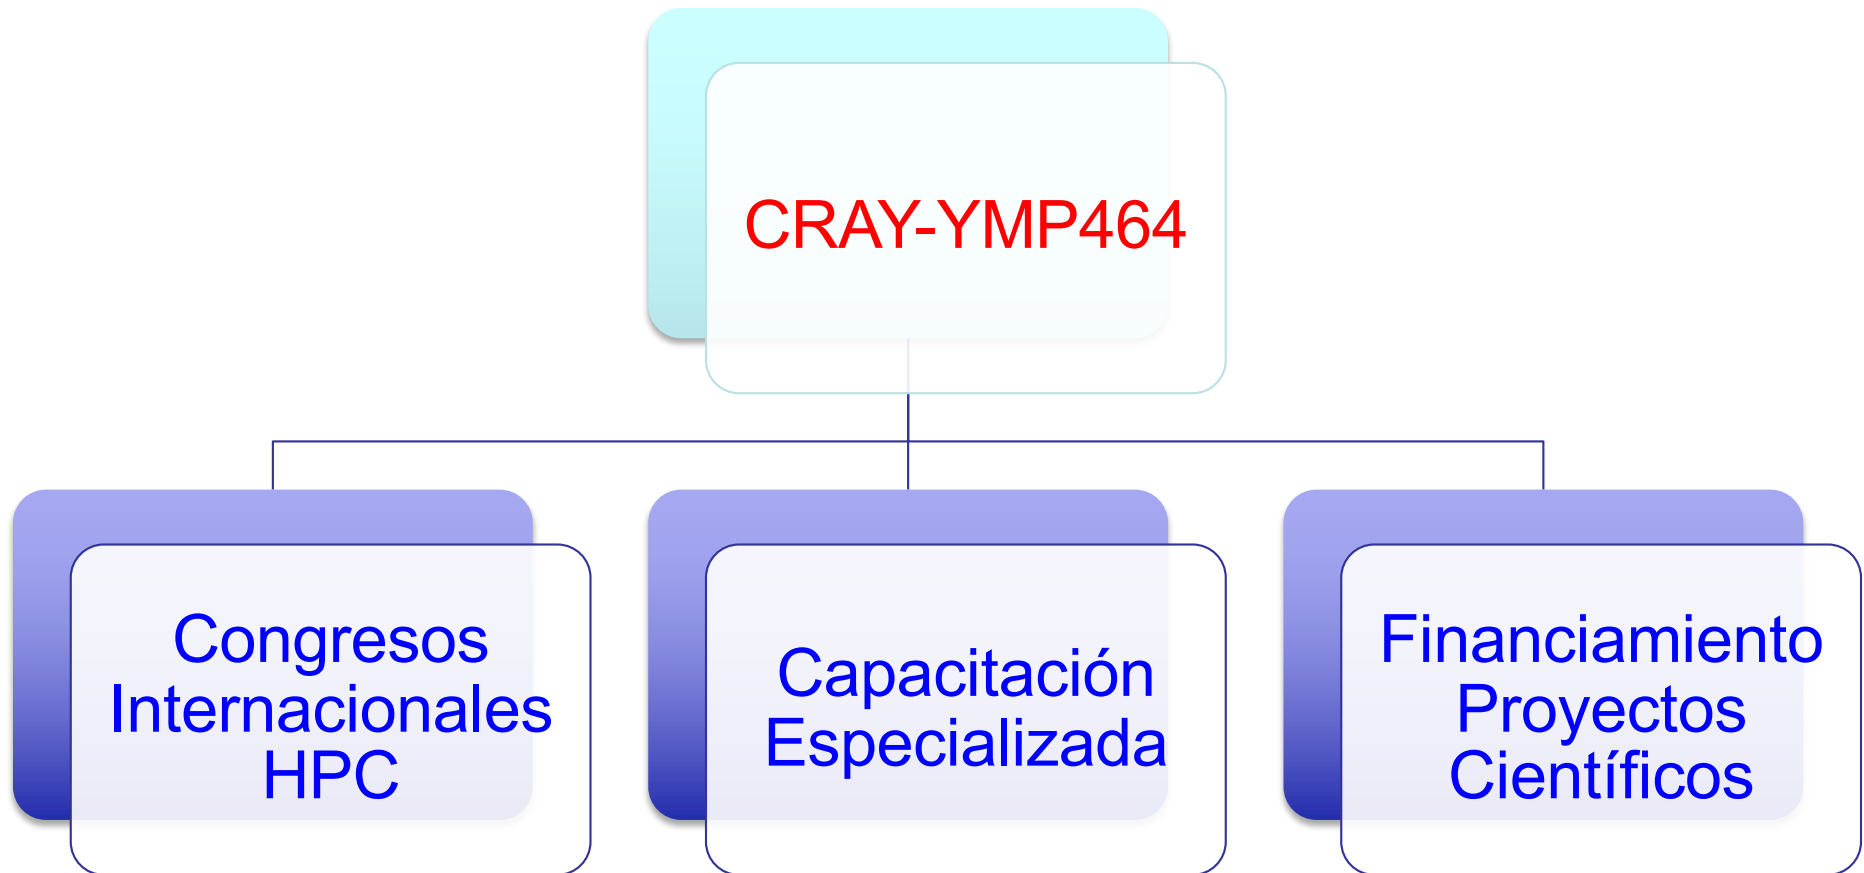 CRAY-YMP464
Congresos
Internacionales
HPC
Capacitación
Especializada
Financiamiento
Proyectos
Científicos